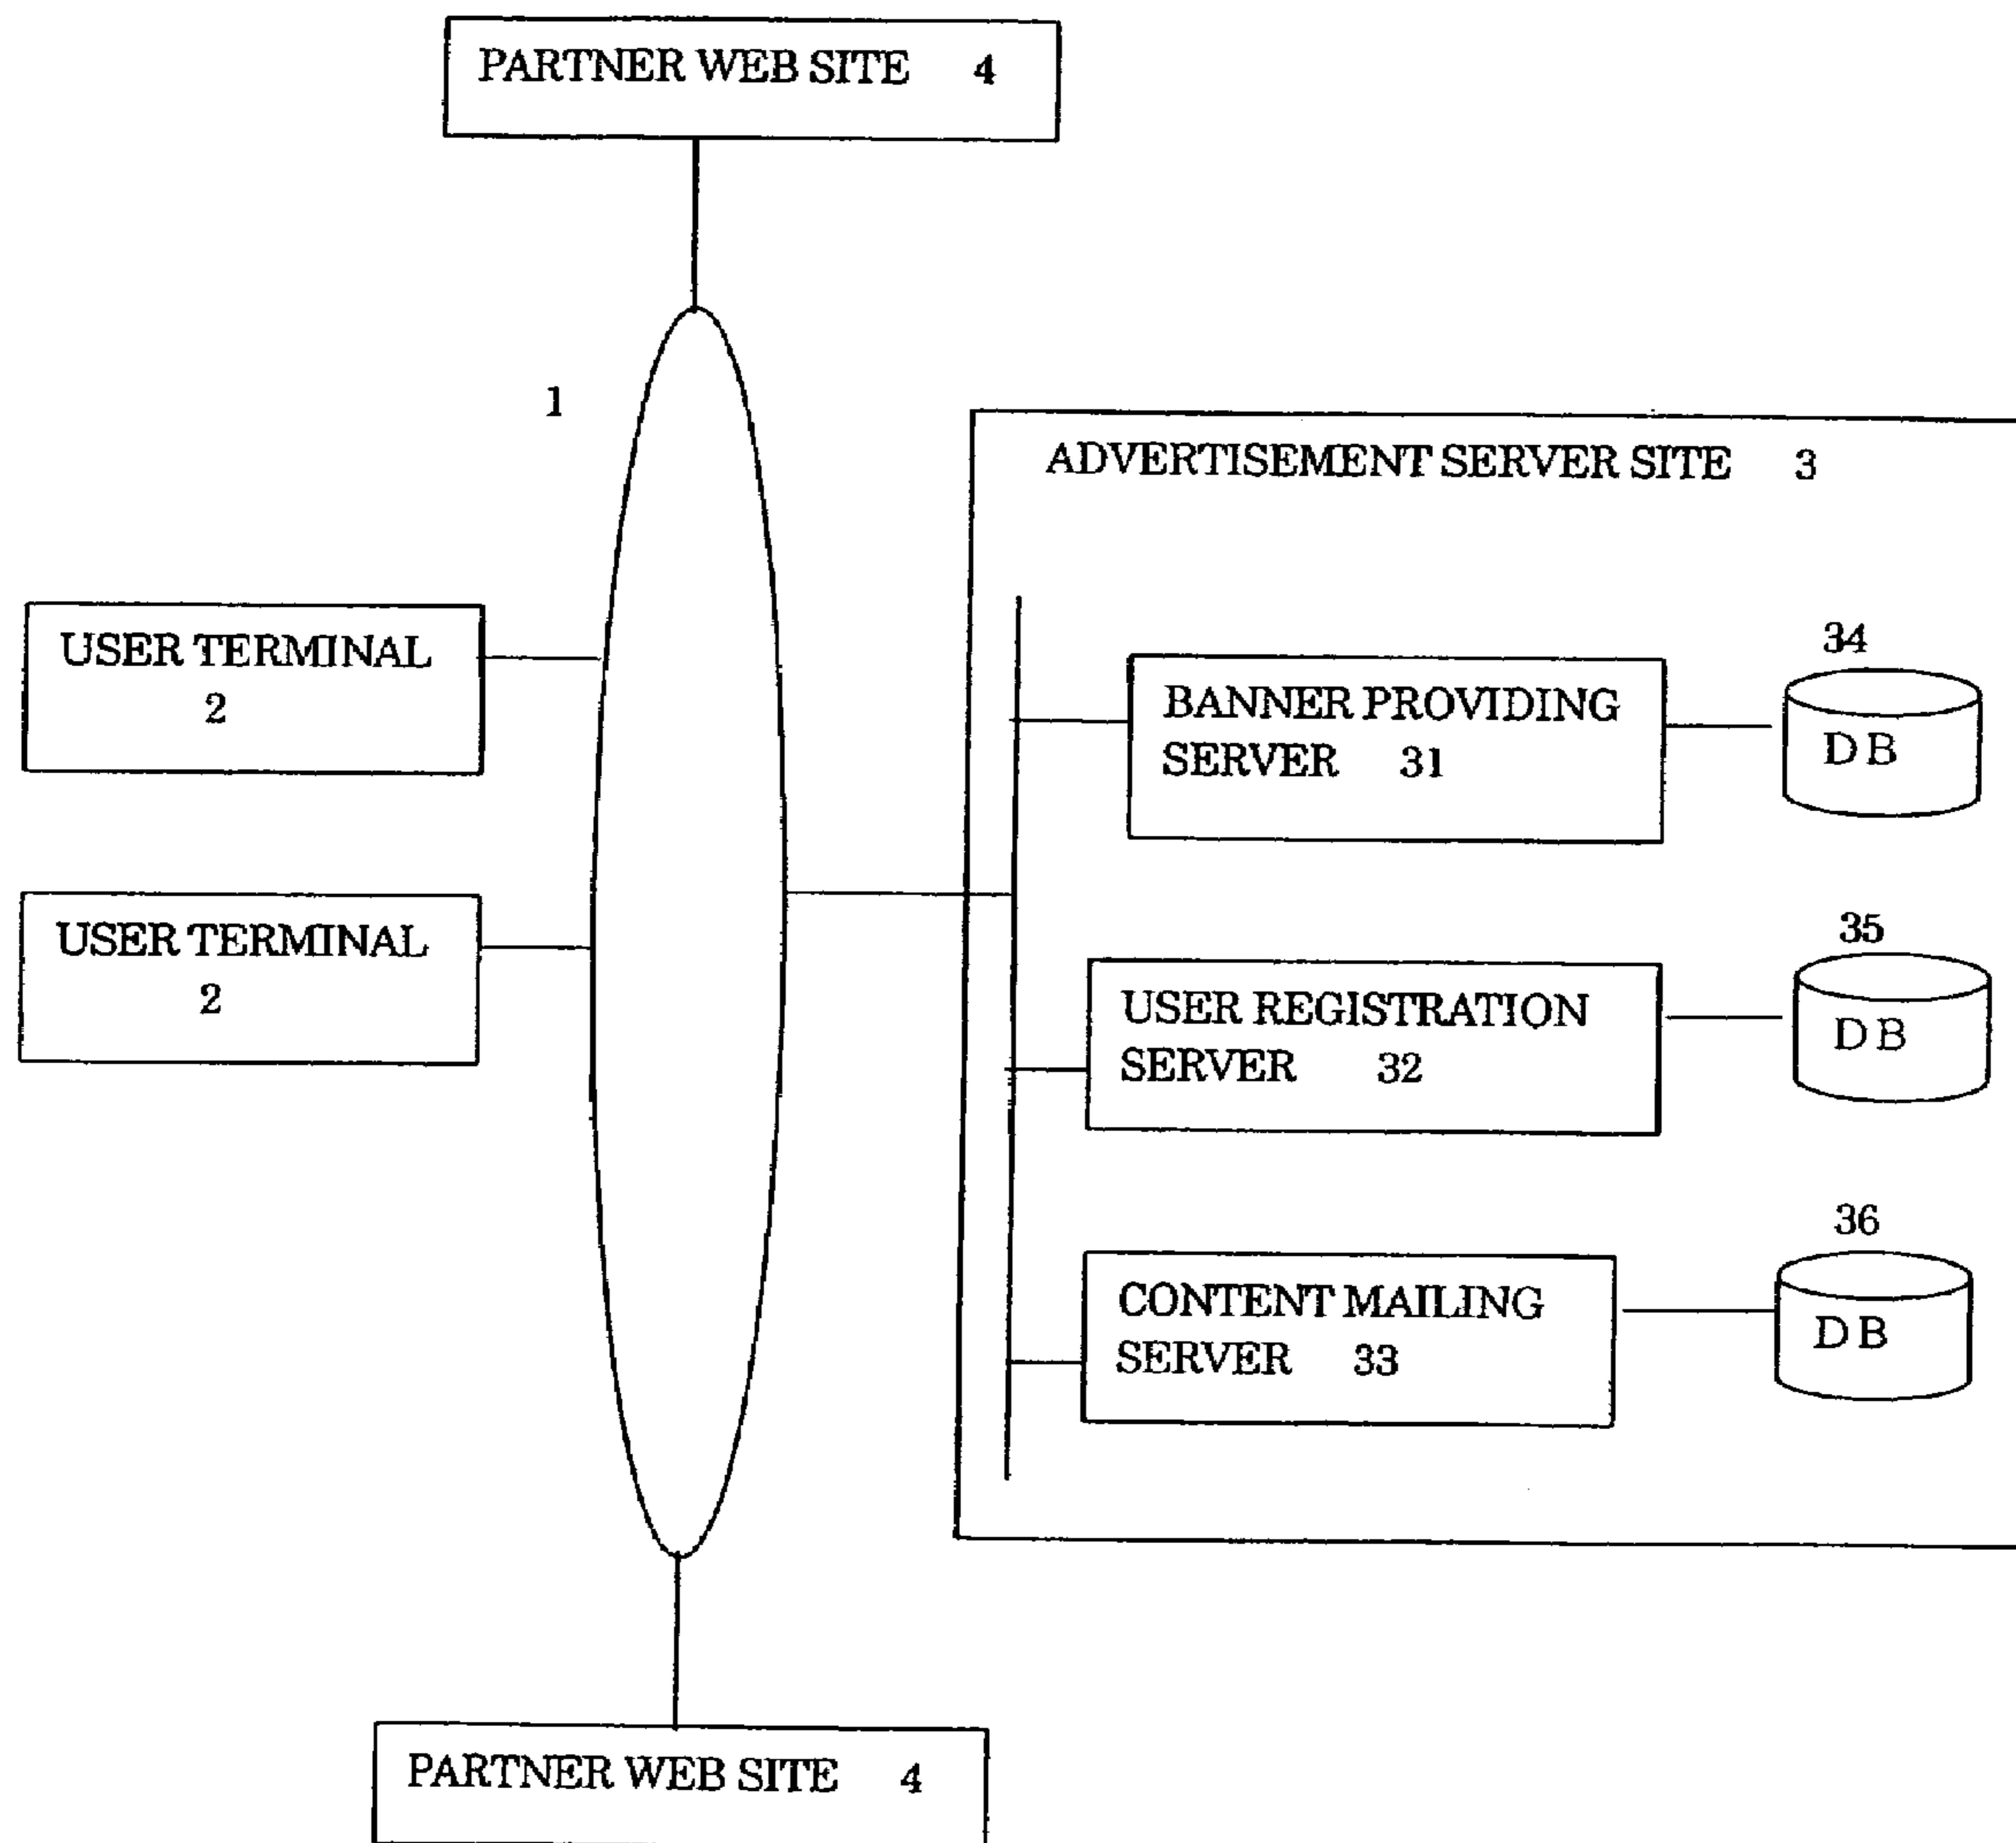 PARTNER WEB SITE 4
1
ADVERTISEMENT SERVER SITE 3
USER TERMINAL
2
34
BANNER PROVIDING
SERVER 31
DB
USER TERMINAL
2
35
USER REGISTRATION
SERVER 32
DB
36
CONTENT MAILING
SERVER 33
DB
PARTNER WEB SITE 4